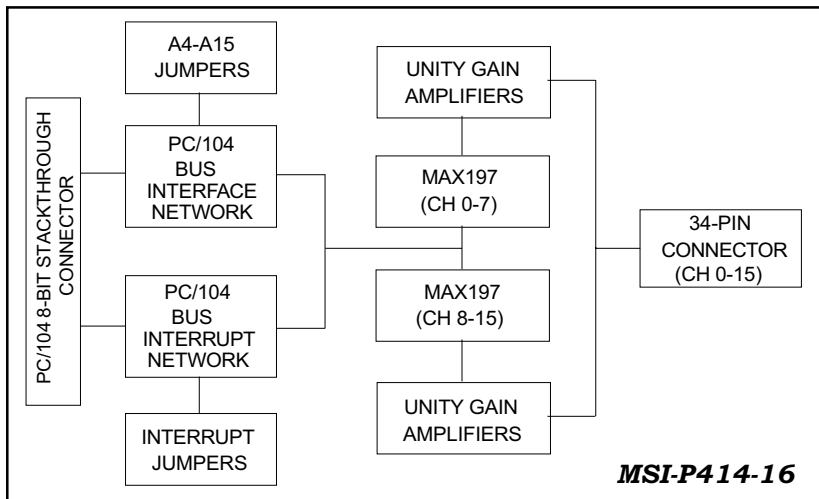 A4-A15
JUMPERS
PC/104 8-BIT STACKTHROUGH
CONNECTOR
PC/104
BUS
INTERFACE
NETWORK
PC/104
BUS
INTERRUPT
NETWORK
INTERRUPT
JUMPERS
UNITY GAIN
AMPLIFIERS
MAX197
(CH 0-7)
MAX197
(CH 8-15)
UNITY GAIN
AMPLIFIERS
34-PIN
CONNECTOR
(CH 0-15)
MSI-P414-16